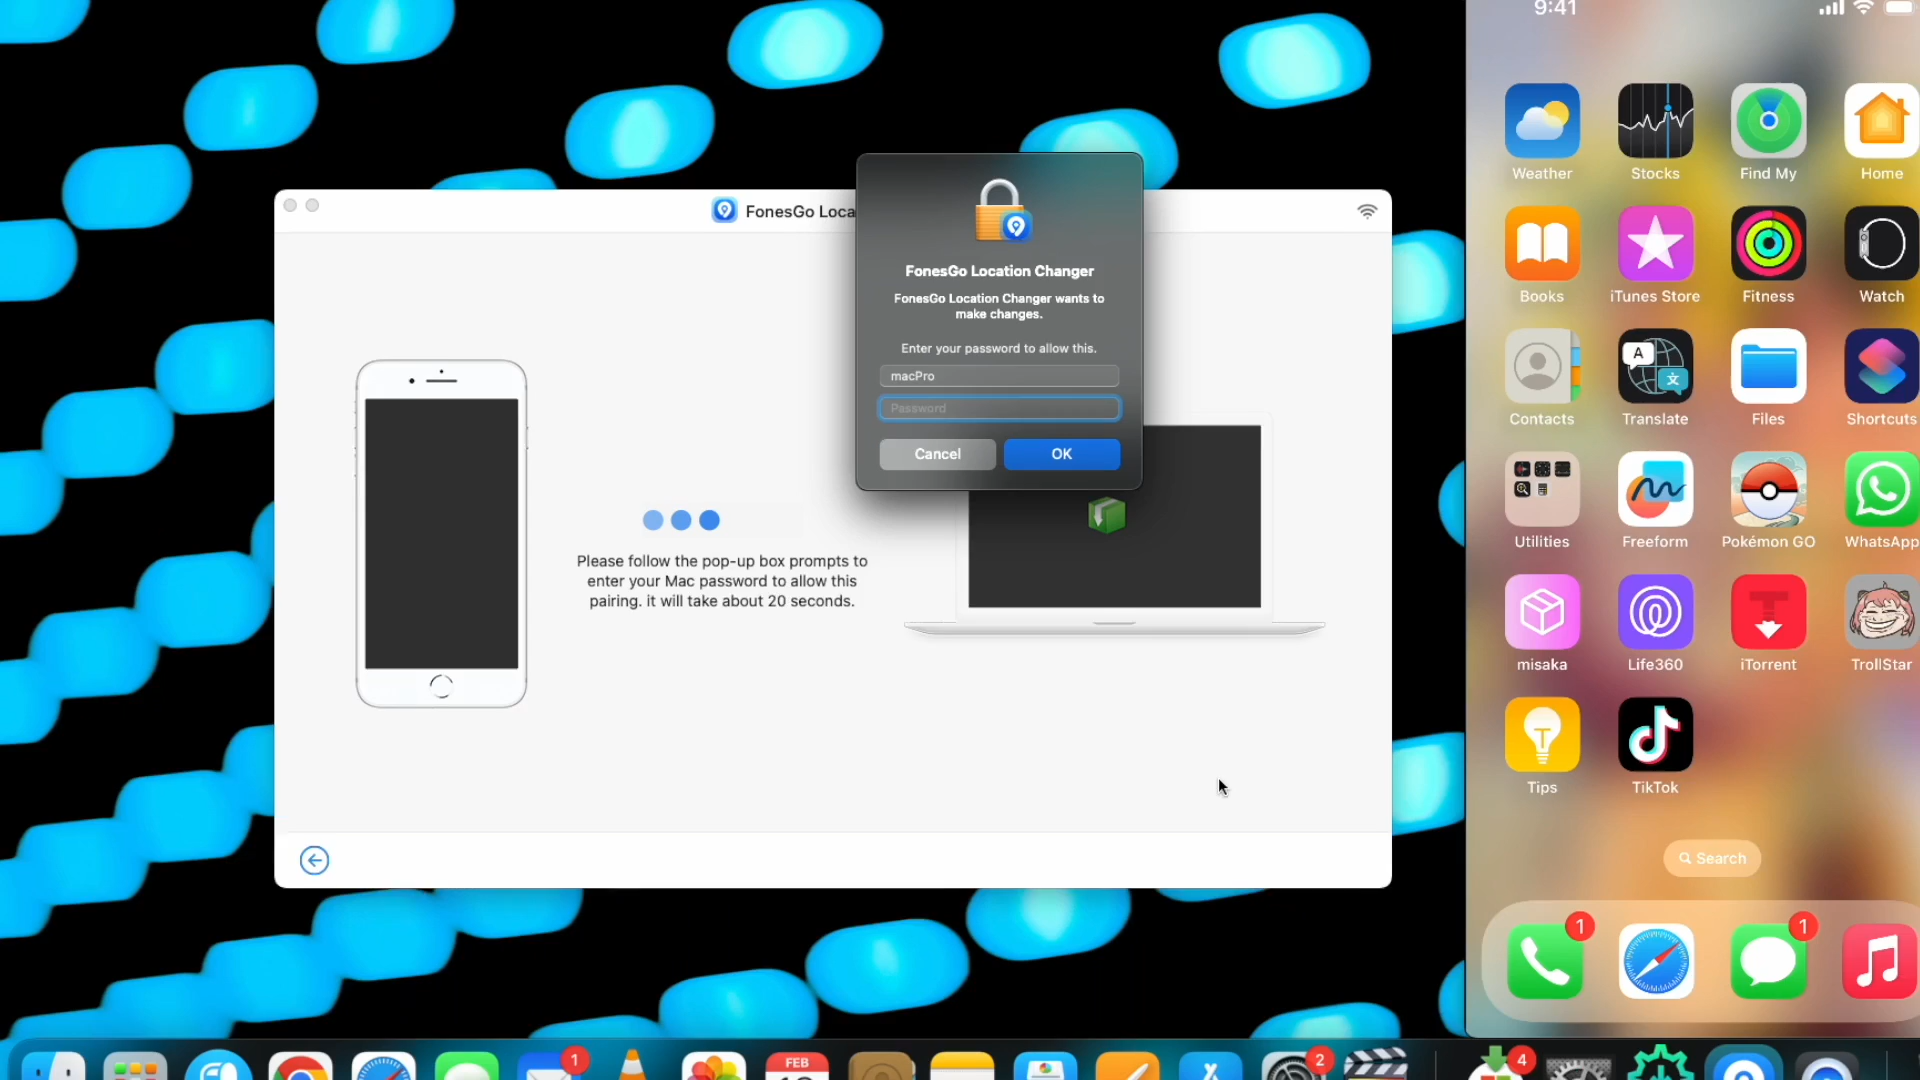 9:41
Weather
Stocks
Find My
Home
FonesGo Loca
FonesGo Location Changer
FonesGo Location Changer wants to
make changes.
Enter your password to allow this.
macPro
Password
Cancel
OK
Books
iTunes Store
Fitness
Watch
Contacts
Translate
Files
Shortcuts
Please follow the pop-up box prompts to
enter your Mac password to allow this
pairing. it will take about 20 seconds.
Utilities
Freeform
Pokémon GO
WhatsApp
misaka
Life360
iTorrent
TrollStar
Tips
TikTok
Search
1
1
1
FEB
2
4